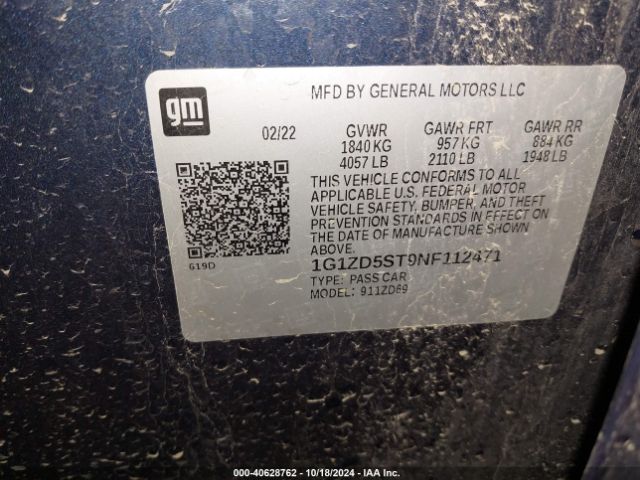 gm
MFD BY GENERAL MOTORS LLC
02/22 GVWR GAWR FRT GAWR RR
1840 KG 957 KG 884 KG
4057 LB 2110 LB 1948 LB
THIS VEHICLE CONFORMS TO ALL
APPLICABLE U.S. FEDERAL MOTOR
VEHICLE SAFETY, BUMPER, AND THEFT
PREVENTION STANDARDS IN EFFECT ON
THE DATE OF MANUFACTURE SHOWN
ABOVE.
619D
1G1ZD5ST9NF112471
TYPE: PASS CAR
MODEL: 911ZD69
000-40628762 | 10/18/2024 | IAA Inc.